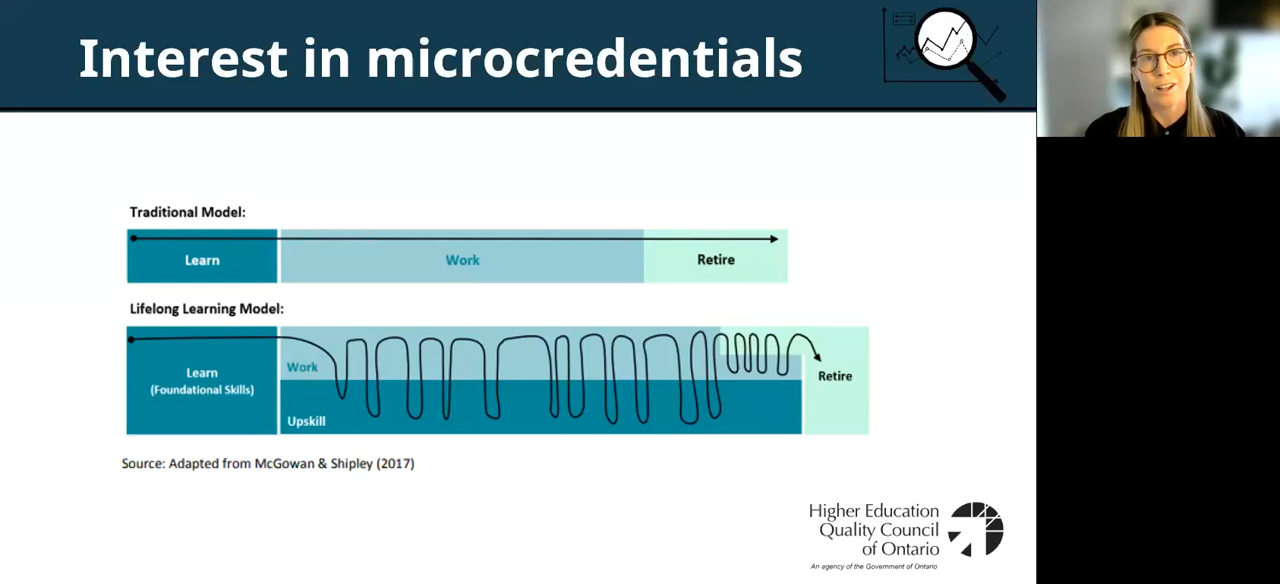 Interest in microcredentials
Traditional Model:
Learn
Work
Retire
Lifelong Learning Model:
Learn
(Foundational Skills)
Work
Upskill
Retire
Source: Adapted from McGowan & Shipley (2017)
Higher Education
Quality Council
of Ontario
An agency of the Government of Ontario